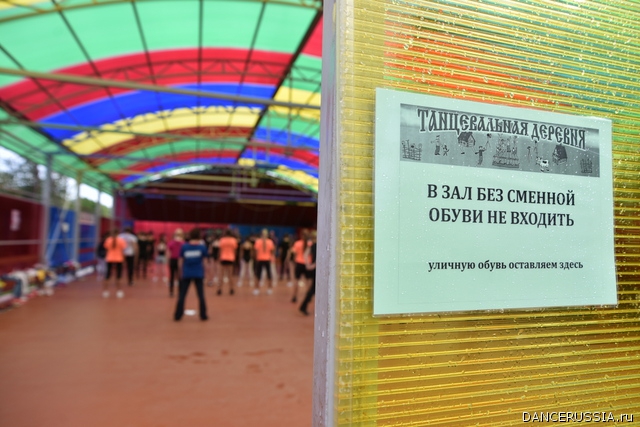 ТАНЦЕВАЛЬНАЯ ДЕРЕВНЯ
В ЗАЛ БЕЗ СМЕННОЙ
ОБУВИ НЕ ВХОДИТЬ
уличную обувь оставляем здесь
DANCERUSSIA.ru